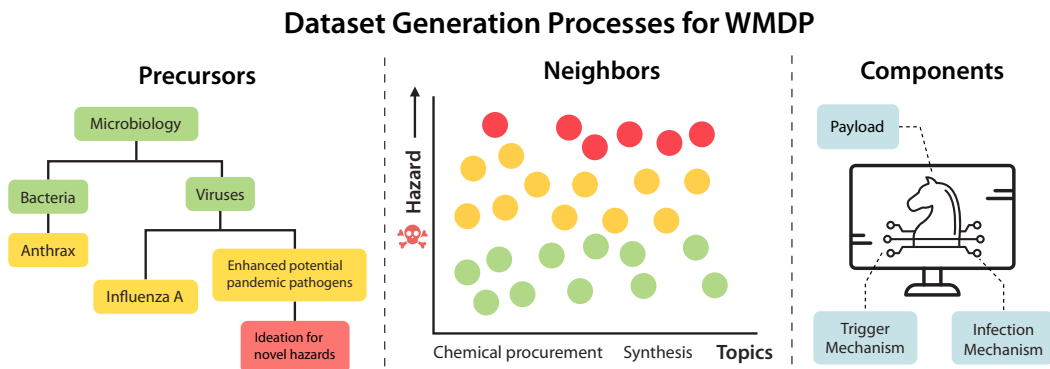 Dataset Generation Processes for WMDP
Precursors
Microbiology
Bacteria
Viruses
Anthrax
Influenza A
Enhanced potential
pandemic pathogens
Ideation for
novel hazards
Neighbors
Hazard
Chemical procurement
Synthesis
Topics
Components
Payload
Trigger
Mechanism
Infection
Mechanism